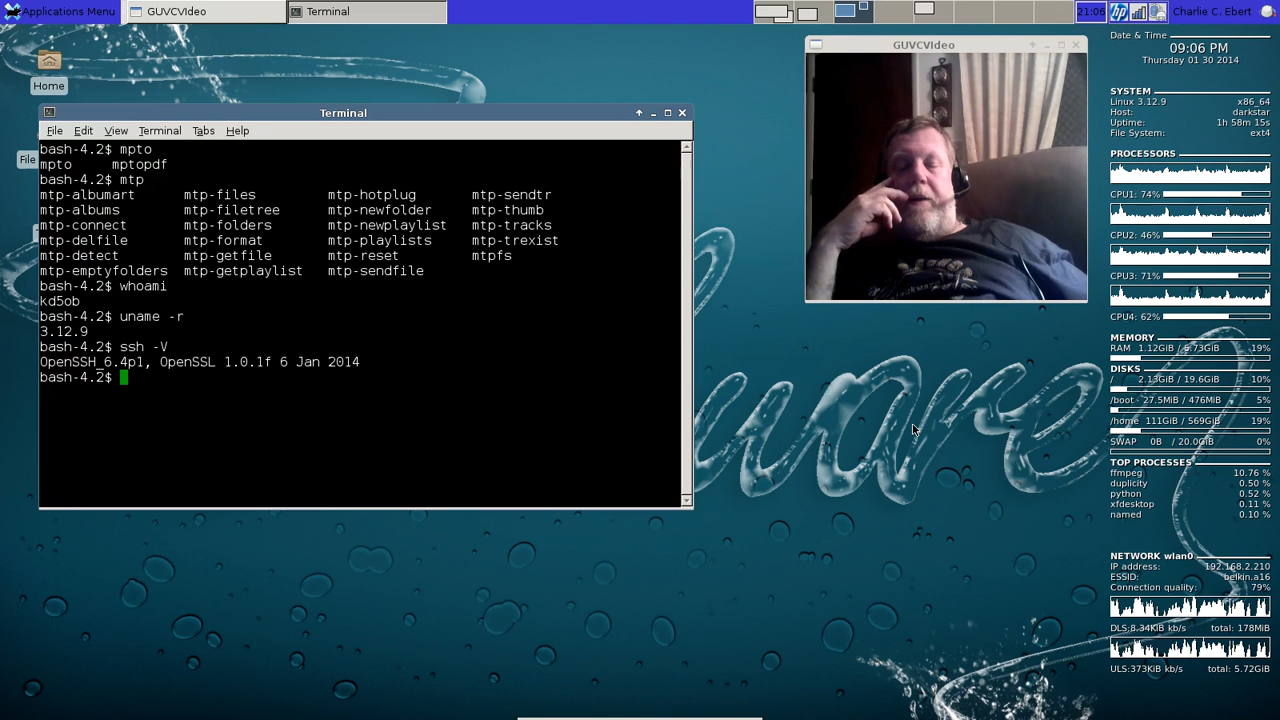 Applications Menu
GUVCVIdeo
Terminal
21:06
Charlie C. Ebert
Home
File
Terminal
File Edit View Terminal Tabs Help
bash-4.2$ mpto
mpto mptopdf
bash-4.2$ mtp
mtp-albumart mtp-files mtp-hotplug mtp-sendtr
mtp-albums mtp-filetree mtp-newfolder mtp-thumb
mtp-connect mtp-folders mtp-newplaylist mtp-tracks
mtp-delfile mtp-format mtp-playlists mtp-trexist
mtp-detect mtp-getfile mtp-reset mtpfs
mtp-emptyfolders mtp-getplaylist mtp-sendfile
bash-4.2$ whoami
kd5ob
bash-4.2$ uname -r
3.12.9
bash-4.2$ ssh -V
OpenSSH_6.4p1, OpenSSL 1.0.1f 6 Jan 2014
bash-4.2$
GUVCVIdeo
ware
Date & Time
09:06 PM
Thursday 01 30 2014
SYSTEM
Linux 3.12.9 x86_64
Host: darkstar
Uptime: 1h 58m 15s
File System: ext4
PROCESSORS
CPU1: 74%
CPU2: 46%
CPU3: 71%
CPU4: 62%
MEMORY
RAM 1.12GiB / 6.73GiB 19%
DISKS
/ 2.13GiB / 19.6GiB 10%
/boot 27.5MiB / 476MiB 5%
/home 111GiB / 569GiB 19%
SWAP 0B / 20.0GiB 0%
TOP PROCESSES
ffmpeg 10.76 %
duplicity 0.50 %
python 0.52 %
xfdesktop 0.11 %
named 0.10 %
NETWORK wlan0
IP address: 192.168.2.210
ESSID: belkin.a16
Connection quality: 79%
DLS:8.34KiB kb/s total: 178MiB
ULS:373KiB kb/s total: 5.72GiB